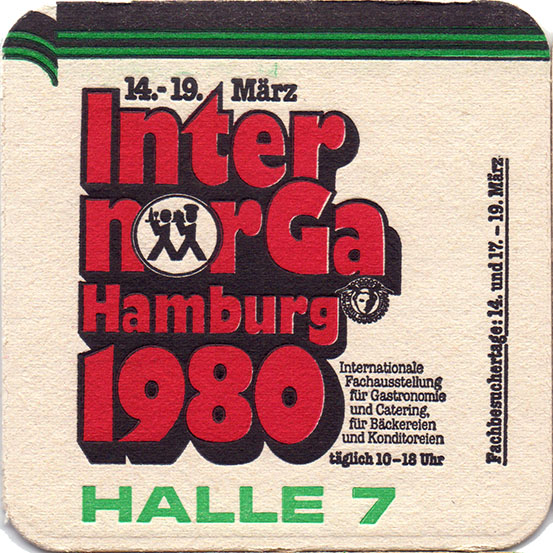 14.-19. März
Inter
norGa
Hamburg
1980
Internationale
Fachausstellung
für Gastronomie
und Catering,
für Bäckereien
und Konditoreien
täglich 10-18 Uhr
HALLE 7
Fachbesuchertage: 14. und 17. - 19. März